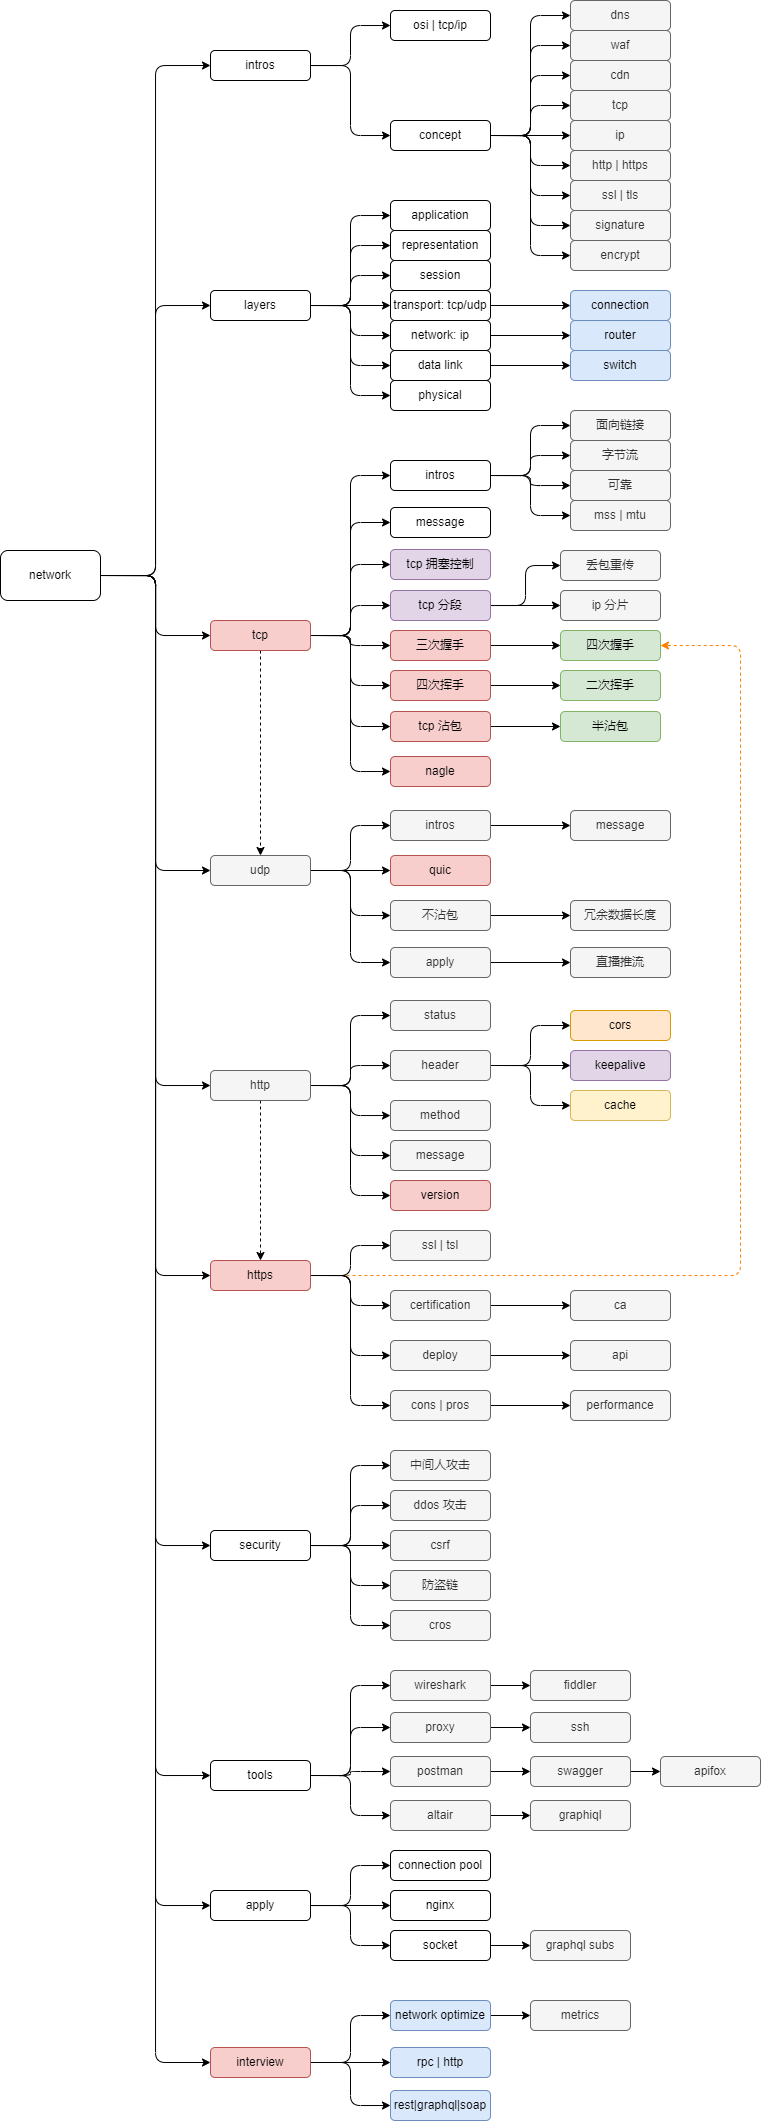 network
intros
osi | tcp/ip
concept
dns
waf
cdn
tcp
ip
http | https
ssl | tls
signature
encrypt
layers
application
representation
session
transport: tcp/udp
connection
network: ip
router
data link
switch
physical
tcp
intros
面向链接
字节流
可靠
mss | mtu
message
tcp 拥塞控制
tcp 分段
丢包重传
ip 分片
三次握手
四次握手
四次挥手
二次挥手
tcp 沾包
半沾包
nagle
udp
intros
message
quic
不沾包
冗余数据长度
apply
直播推流
http
status
header
cors
keepalive
cache
method
message
version
https
ssl | tsl
certification
ca
deploy
api
cons | pros
performance
security
中间人攻击
ddos 攻击
csrf
防盗链
cros
tools
wireshark
fiddler
proxy
ssh
postman
swagger
apifox
altair
graphiql
apply
connection pool
nginx
socket
graphql subs
interview
network optimize
metrics
rpc | http
rest|graphql|soap